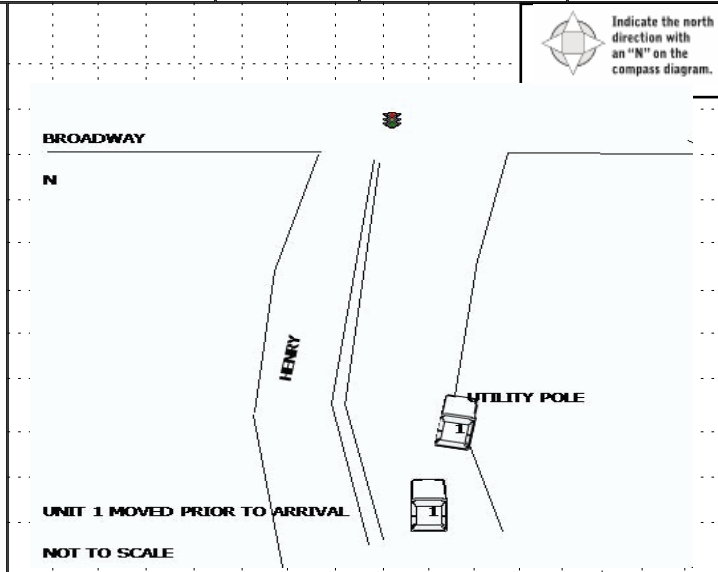 Indicate the north
direction with
an “N” on the
compass diagram.
BROADWAY
N
HENRY
UTILITY POLE
1
1
UNIT 1 MOVED PRIOR TO ARRIVAL
NOT TO SCALE